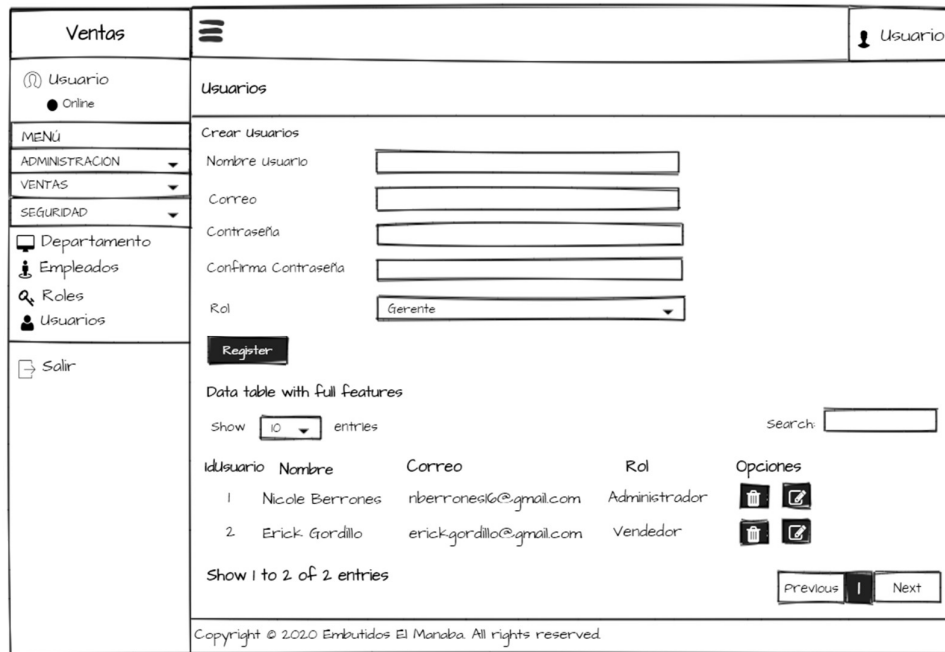 Ventas
Usuario
Usuario
Online
MENÚ
ADMINISTRACION
VENTAS
SEGURIDAD
Departamento
Empleados
Roles
Usuarios
Salir
Usuarios
Crear Usuarios
Nombre Usuario
Correo
Contraseña
Confirma Contraseña
Rol Gerente
Register
Data table with full features
Show 10 entries Search:
IdUsuario Nombre Correo Rol Opciones
1 Nicole Berrones nberrones16@gmail.com Administrador
2 Erick Gordillo erickgordillo@gmail.com Vendedor
Show 1 to 2 of 2 entries
Previous 1 Next
Copyright © 2020 Embutidos El Manaba. All rights reserved.